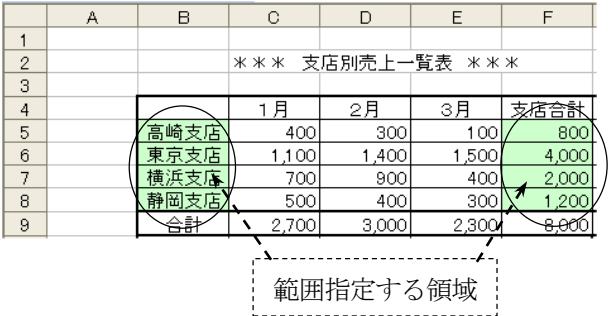 A B C D E F
1
2 ＊＊＊ 支店別売上一覧表 ＊＊＊
3
4 1月 2月 3月 支店合計
5 高崎支店 400 300 100 800
6 東京支店 1,100 1,400 1,500 4,000
7 横浜支店 700 900 400 2,000
8 静岡支店 500 400 300 1,200
9 合計 2,700 3,000 2,300 8,000
範囲指定する領域